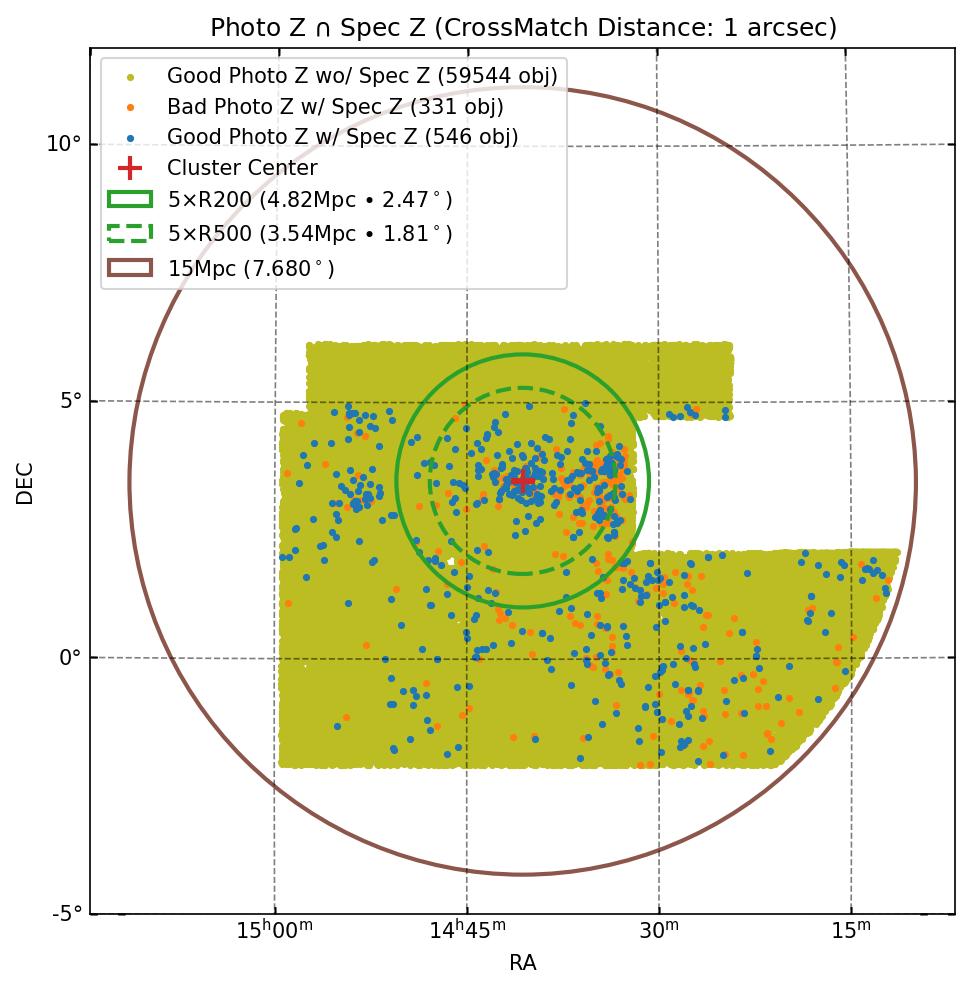 Photo Z ∩ Spec Z (CrossMatch Distance: 1 arcsec)
Good Photo Z wo/ Spec Z (59544 obj)
Bad Photo Z w/ Spec Z (331 obj)
Good Photo Z w/ Spec Z (546 obj)
Cluster Center
5×R200 (4.82Mpc • 2.47°)
5×R500 (3.54Mpc • 1.81°)
15Mpc (7.680°)
10°
5°
0°
-5°
DEC
15ʰ00ᵐ 14ʰ45ᵐ 30ᵐ 15ᵐ
RA